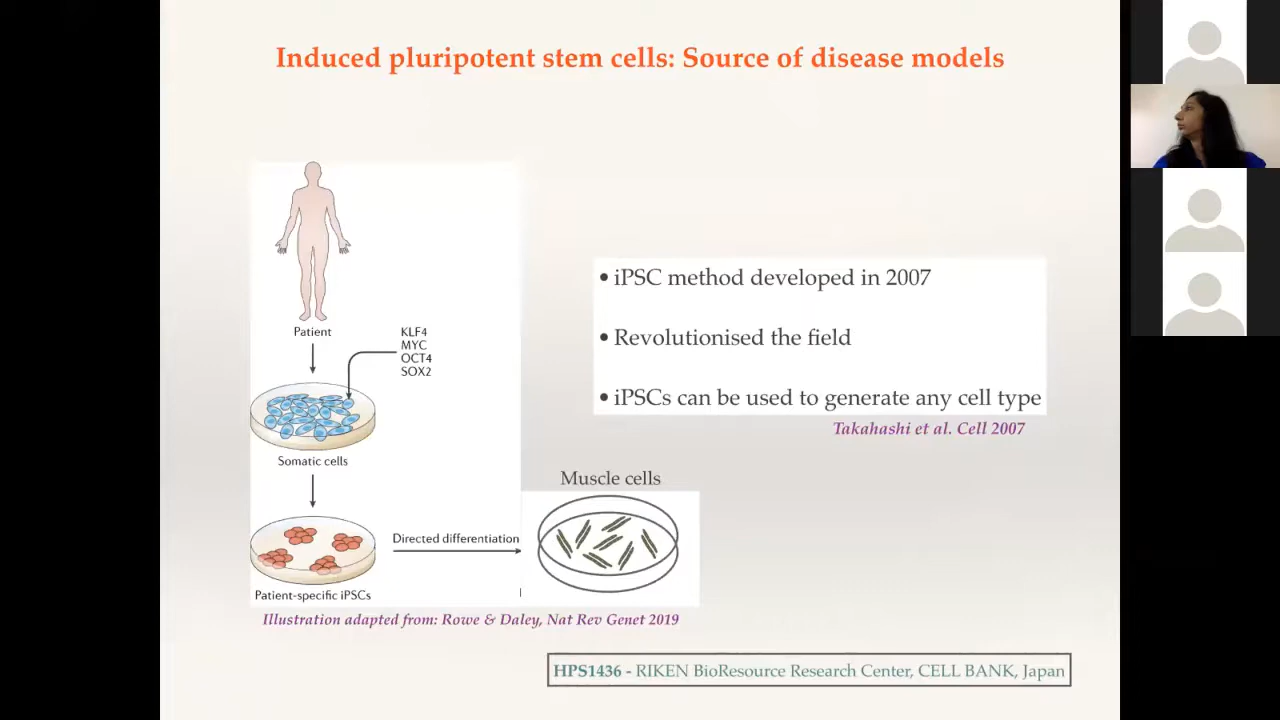 Induced pluripotent stem cells: Source of disease models
Patient
KLF4
MYC
OCT4
SOX2
Somatic cells
Directed differentiation
Patient-specific iPSCs
Muscle cells
Illustration adapted from: Rowe & Daley, Nat Rev Genet 2019
• iPSC method developed in 2007
• Revolutionised the field
• iPSCs can be used to generate any cell type
Takahashi et al. Cell 2007
HPS1436 - RIKEN BioResource Research Center, CELL BANK, Japan